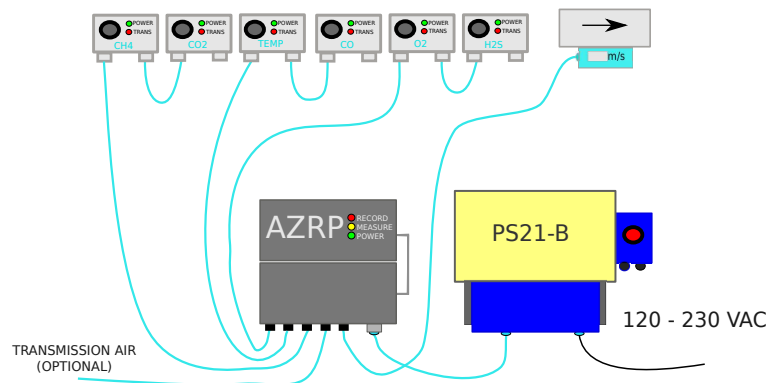 POWER
TRANS
CH4
POWER
TRANS
CO2
POWER
TRANS
TEMP
POWER
TRANS
CO
POWER
TRANS
O2
POWER
TRANS
H2S
m/s
AZRP
RECORD
MEASURE
POWER
PS21-B
120 - 230 VAC
TRANSMISSION AIR
(OPTIONAL)